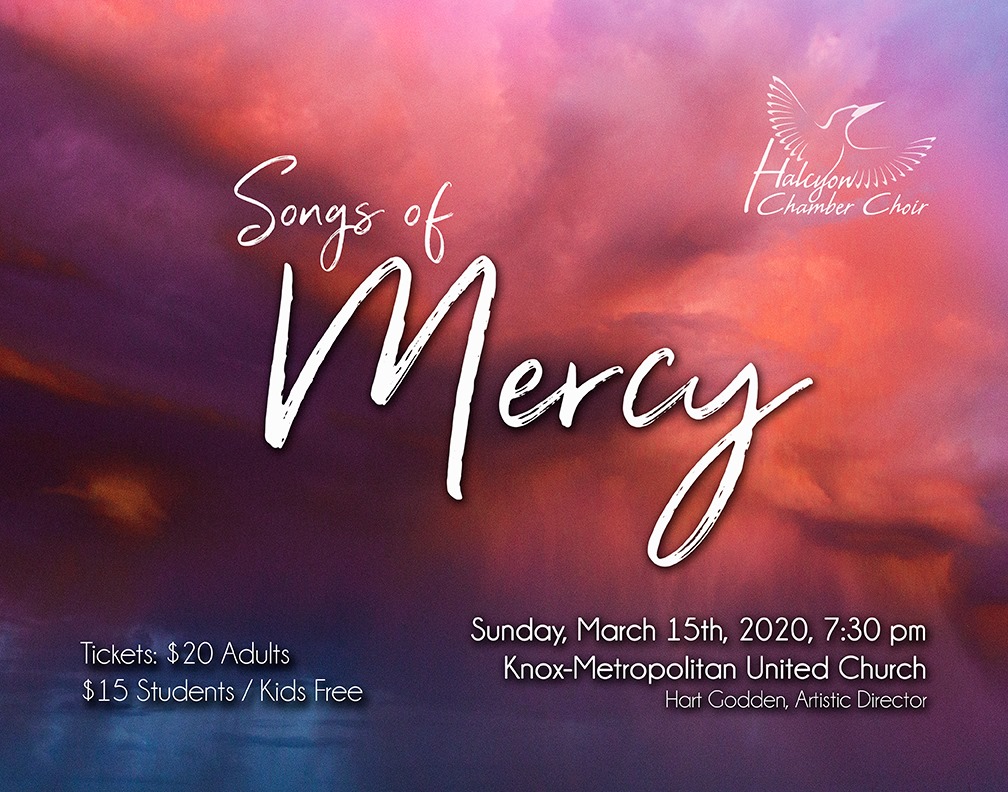 Halcyon
Chamber Choir
Songs of
Mercy
Tickets: $20 Adults
$15 Students / Kids Free
Sunday, March 15th, 2020, 7:30 pm
Knox-Metropolitan United Church
Hart Godden, Artistic Director